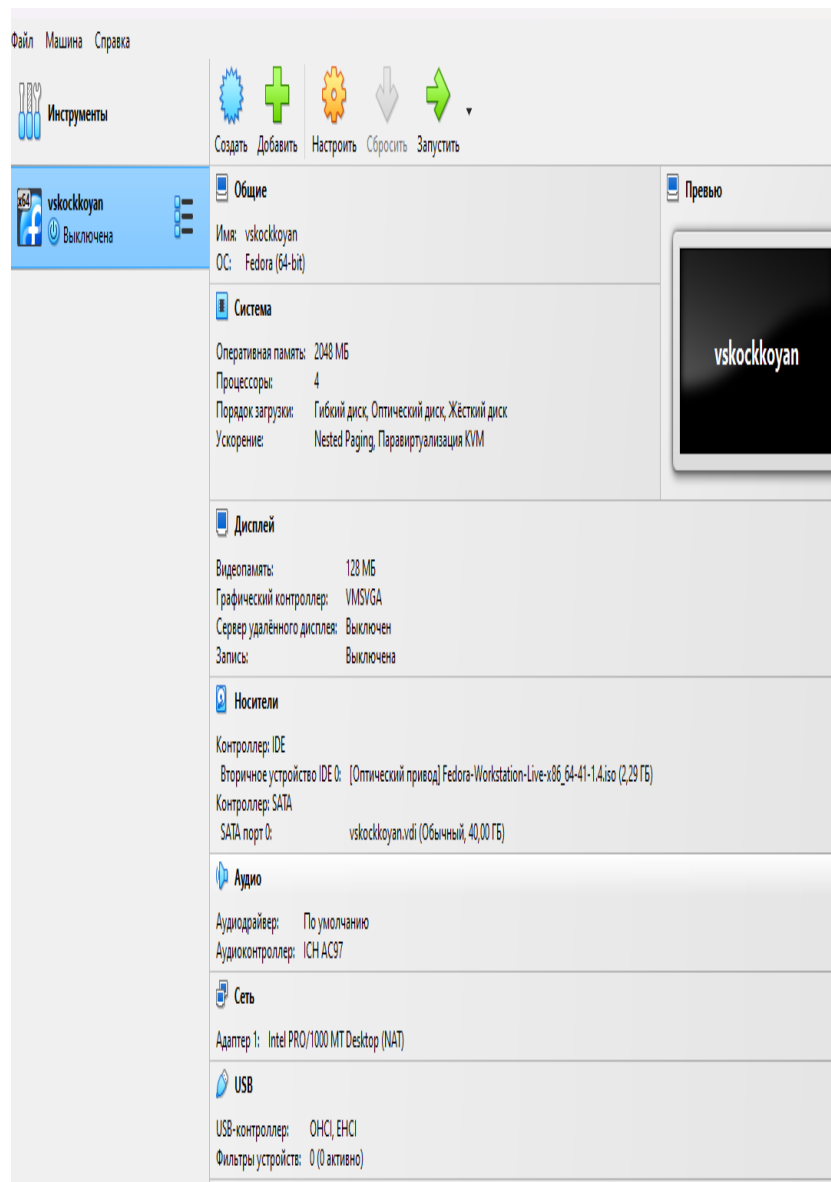 Файл Машина Справка
Инструменты
Создать Добавить Настроить Сбросить Запустить
x64
vskockkoyan
Выключена
Общие
Имя: vskockkoyan
ОС: Fedora (64-bit)
Превью
vskockkoyan
Система
Оперативная память: 2048 МБ
Процессоры: 4
Порядок загрузки: Гибкий диск, Оптический диск, Жёсткий диск
Ускорение: Nested Paging, Паравиртуализация KVM
Дисплей
Видеопамять: 128 МБ
Графический контроллер: VMSVGA
Сервер удалённого дисплея: Выключен
Запись: Выключена
Носители
Контроллер: IDE
Вторичное устройство IDE 0: [Оптический привод] Fedora-Workstation-Live-x86_64-41-1.4.iso (2,29 ГБ)
Контроллер: SATA
SATA порт 0: vskockkoyan.vdi (Обычный, 40,00 ГБ)
Аудио
Аудиодрайвер: По умолчанию
Аудиоконтроллер: ICH AC97
Сеть
Адаптер 1: Intel PRO/1000 MT Desktop (NAT)
USB
USB-контроллер: OHCI, EHCI
Фильтры устройств: 0 (0 активно)